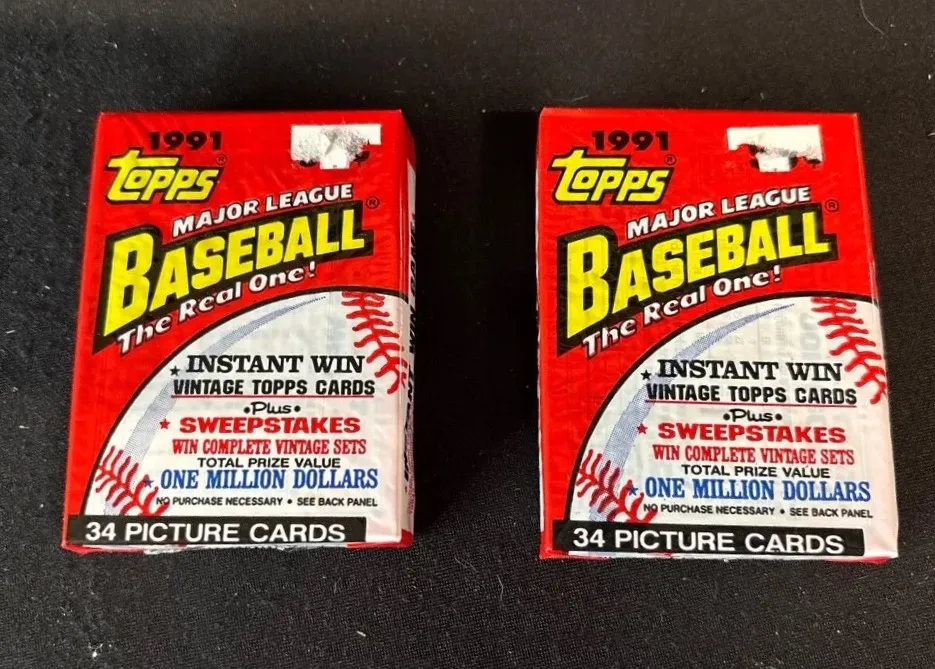 1991
Topps®
MAJOR LEAGUE
BASEBALL®
The Real One!
INSTANT WIN
VINTAGE TOPPS CARDS
•Plus•
SWEEPSTAKES
WIN COMPLETE VINTAGE SETS
TOTAL PRIZE VALUE
ONE MILLION DOLLARS
NO PURCHASE NECESSARY • SEE BACK PANEL
34 PICTURE CARDS
1991
Topps®
MAJOR LEAGUE
BASEBALL®
The Real One!
INSTANT WIN
VINTAGE TOPPS CARDS
•Plus•
SWEEPSTAKES
WIN COMPLETE VINTAGE SETS
TOTAL PRIZE VALUE
ONE MILLION DOLLARS
NO PURCHASE NECESSARY • SEE BACK PANEL
34 PICTURE CARDS